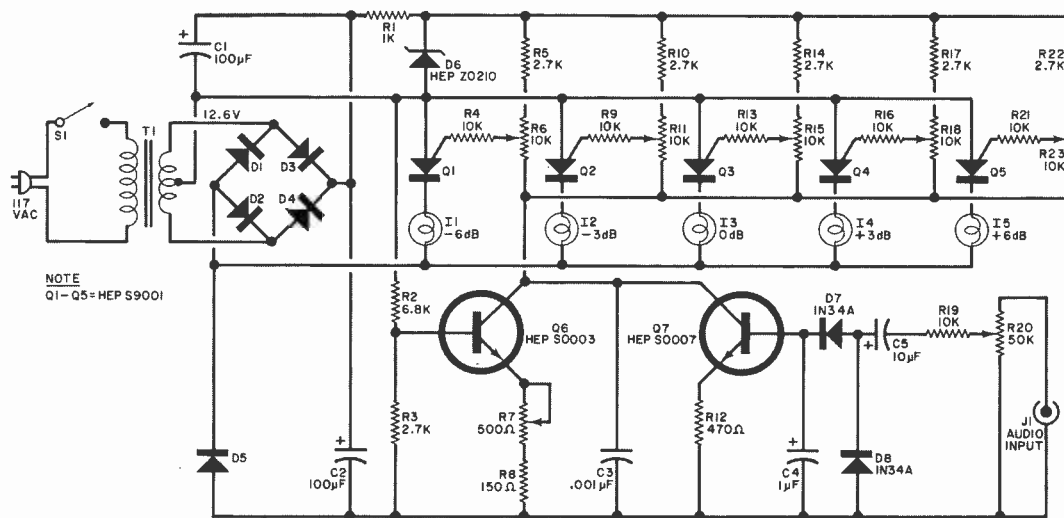 C1
100µF
R1
1K
D6
HEP Z0210
R5
2.7K
R10
2.7K
R14
2.7K
R17
2.7K
R22
2.7K
S1
T1
12.6V
D1
D3
D2
D4
117
VAC
R4
10K
R6
10K
R9
10K
R11
10K
R13
10K
R15
10K
R16
10K
R18
10K
R21
10K
R23
10K
Q1
Q2
Q3
Q4
Q5
I1
-6dB
I2
-3dB
I3
0dB
I4
+3dB
I5
+6dB
NOTE
Q1-Q5=HEP S9001
R2
6.8K
Q6
HEP S0003
Q7
HEP S0007
D7
1N34A
C5
10µF
R19
10K
R20
50K
J1
AUDIO
INPUT
R3
2.7K
R7
500Ω
R8
150Ω
R12
470Ω
D5
C2
100µF
C3
.001µF
C4
1µF
D8
1N34A